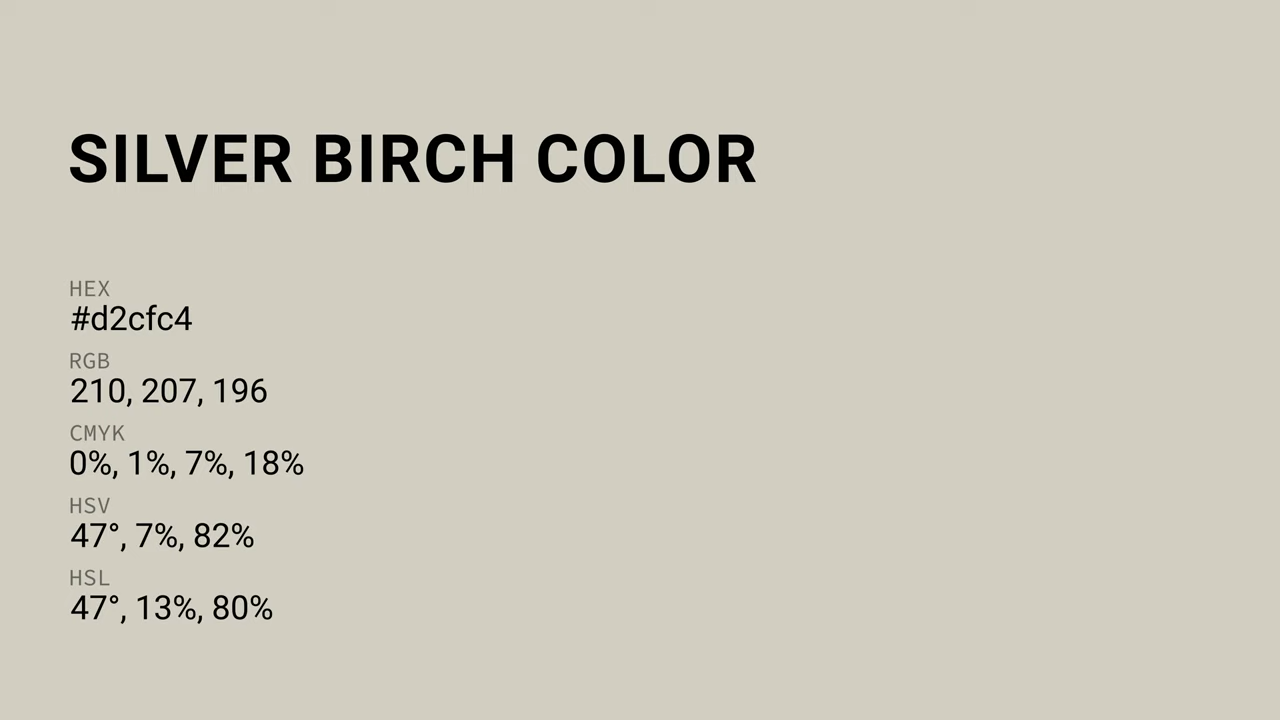 SILVER BIRCH COLOR
HEX
#d2cfc4
RGB
210, 207, 196
CMYK
0%, 1%, 7%, 18%
HSV
47°, 7%, 82%
HSL
47°, 13%, 80%